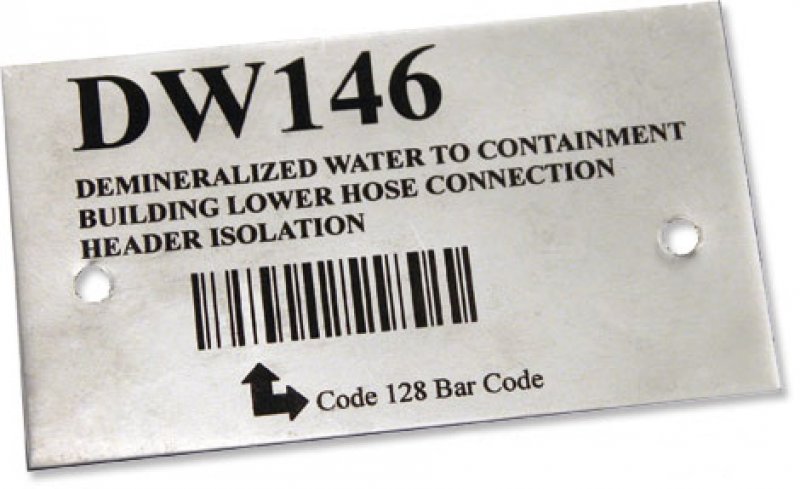 DW146
DEMINERALIZED WATER TO CONTAINMENT
BUILDING LOWER HOSE CONNECTION
HEADER ISOLATION
Code 128 Bar Code